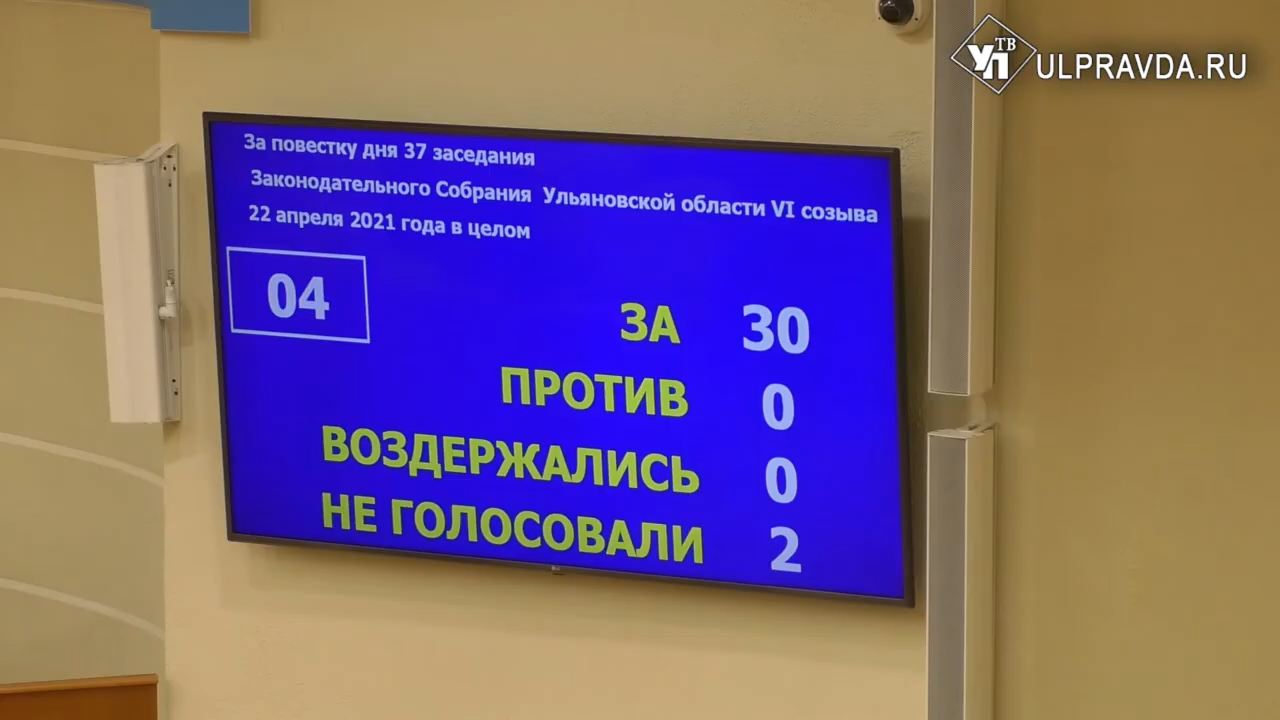 УП ТВ
ULPRAVDA.RU
За повестку дня 37 заседания
Законодательного Собрания Ульяновской области VI созыва
22 апреля 2021 года в целом
04
ЗА 30
ПРОТИВ 0
ВОЗДЕРЖАЛИСЬ 0
НЕ ГОЛОСОВАЛИ 2